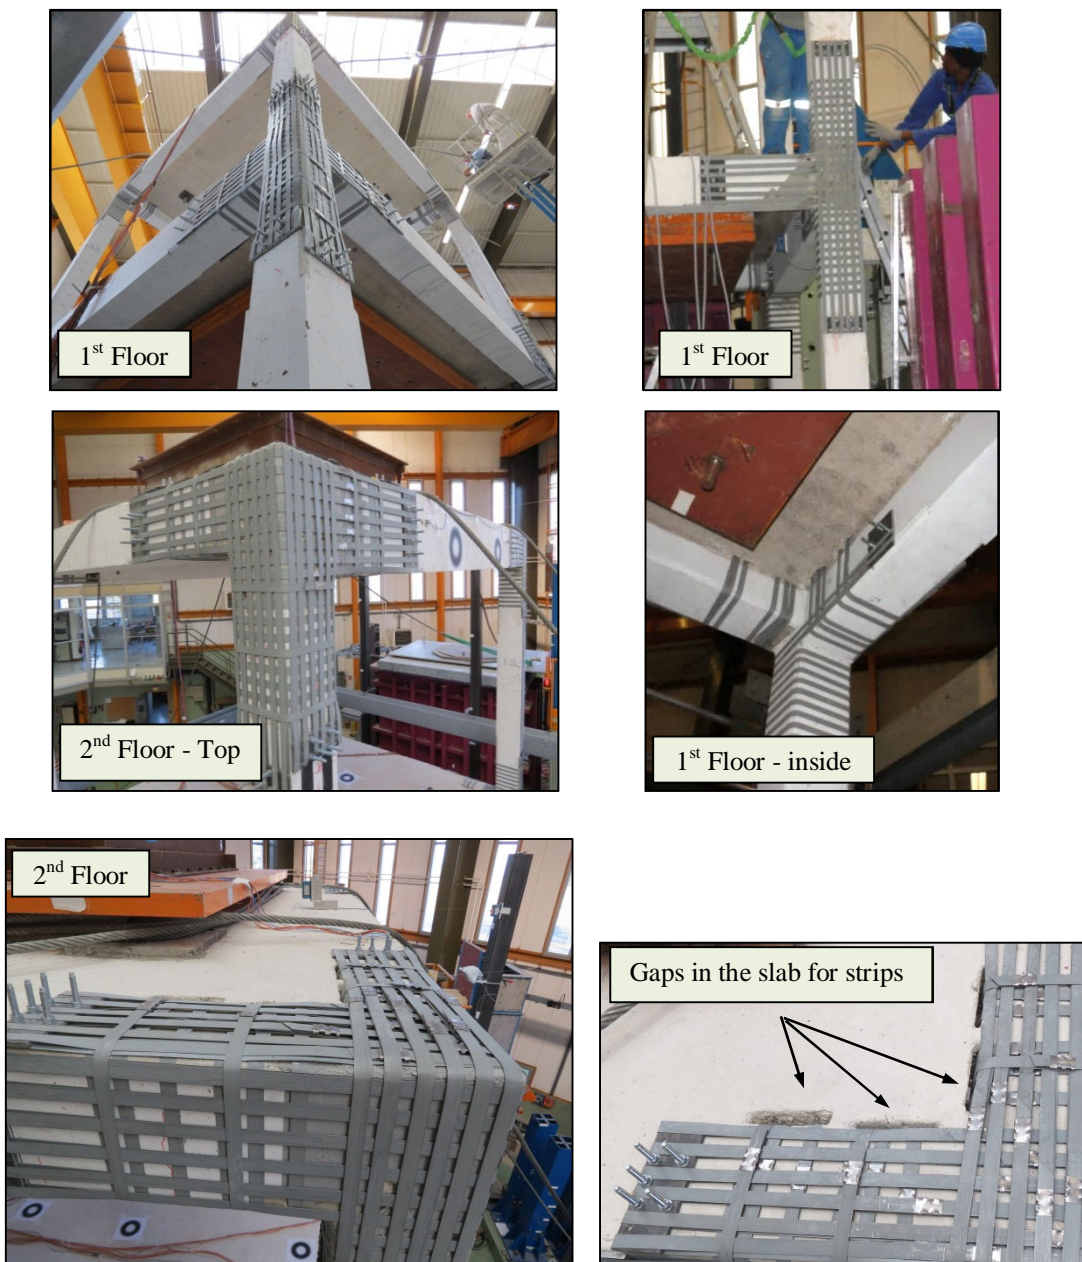 1st Floor
1st Floor
2nd Floor - Top
1st Floor - inside
2nd Floor
Gaps in the slab for strips